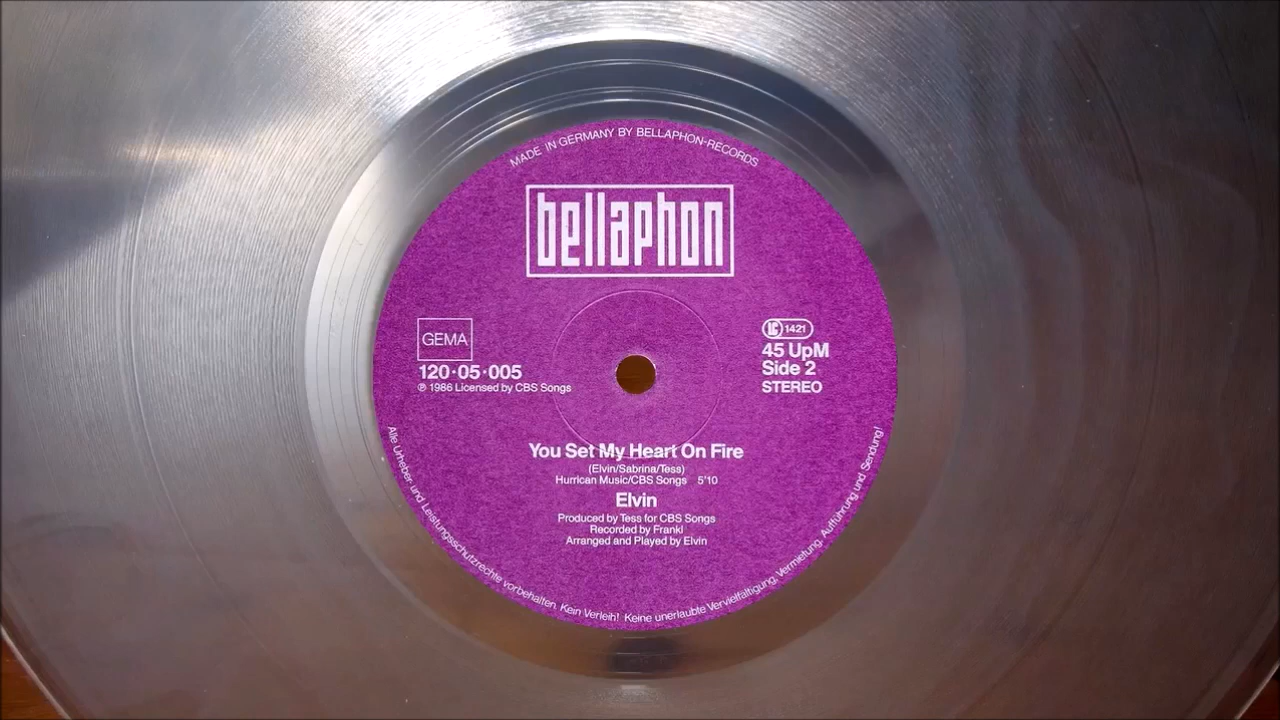 MADE IN GERMANY BY BELLAPHON-RECORDS
bellaphon
GEMA
120·05·005
℗ 1986 Licensed by CBS Songs
LC 1421
45 UpM
Side 2
STEREO
You Set My Heart On Fire
(Elvin/Sabrina/Tess)
Hurrican Music/CBS Songs 5'10
Elvin
Produced by Tess for CBS Songs
Recorded by Franki
Arranged and Played by Elvin
Alle Urheber und Leistungsschutzrechte vorbehalten. Kein Verleih! Keine unerlaubte Vervielfältigung, Vermietung, Aufführung und Sendung!